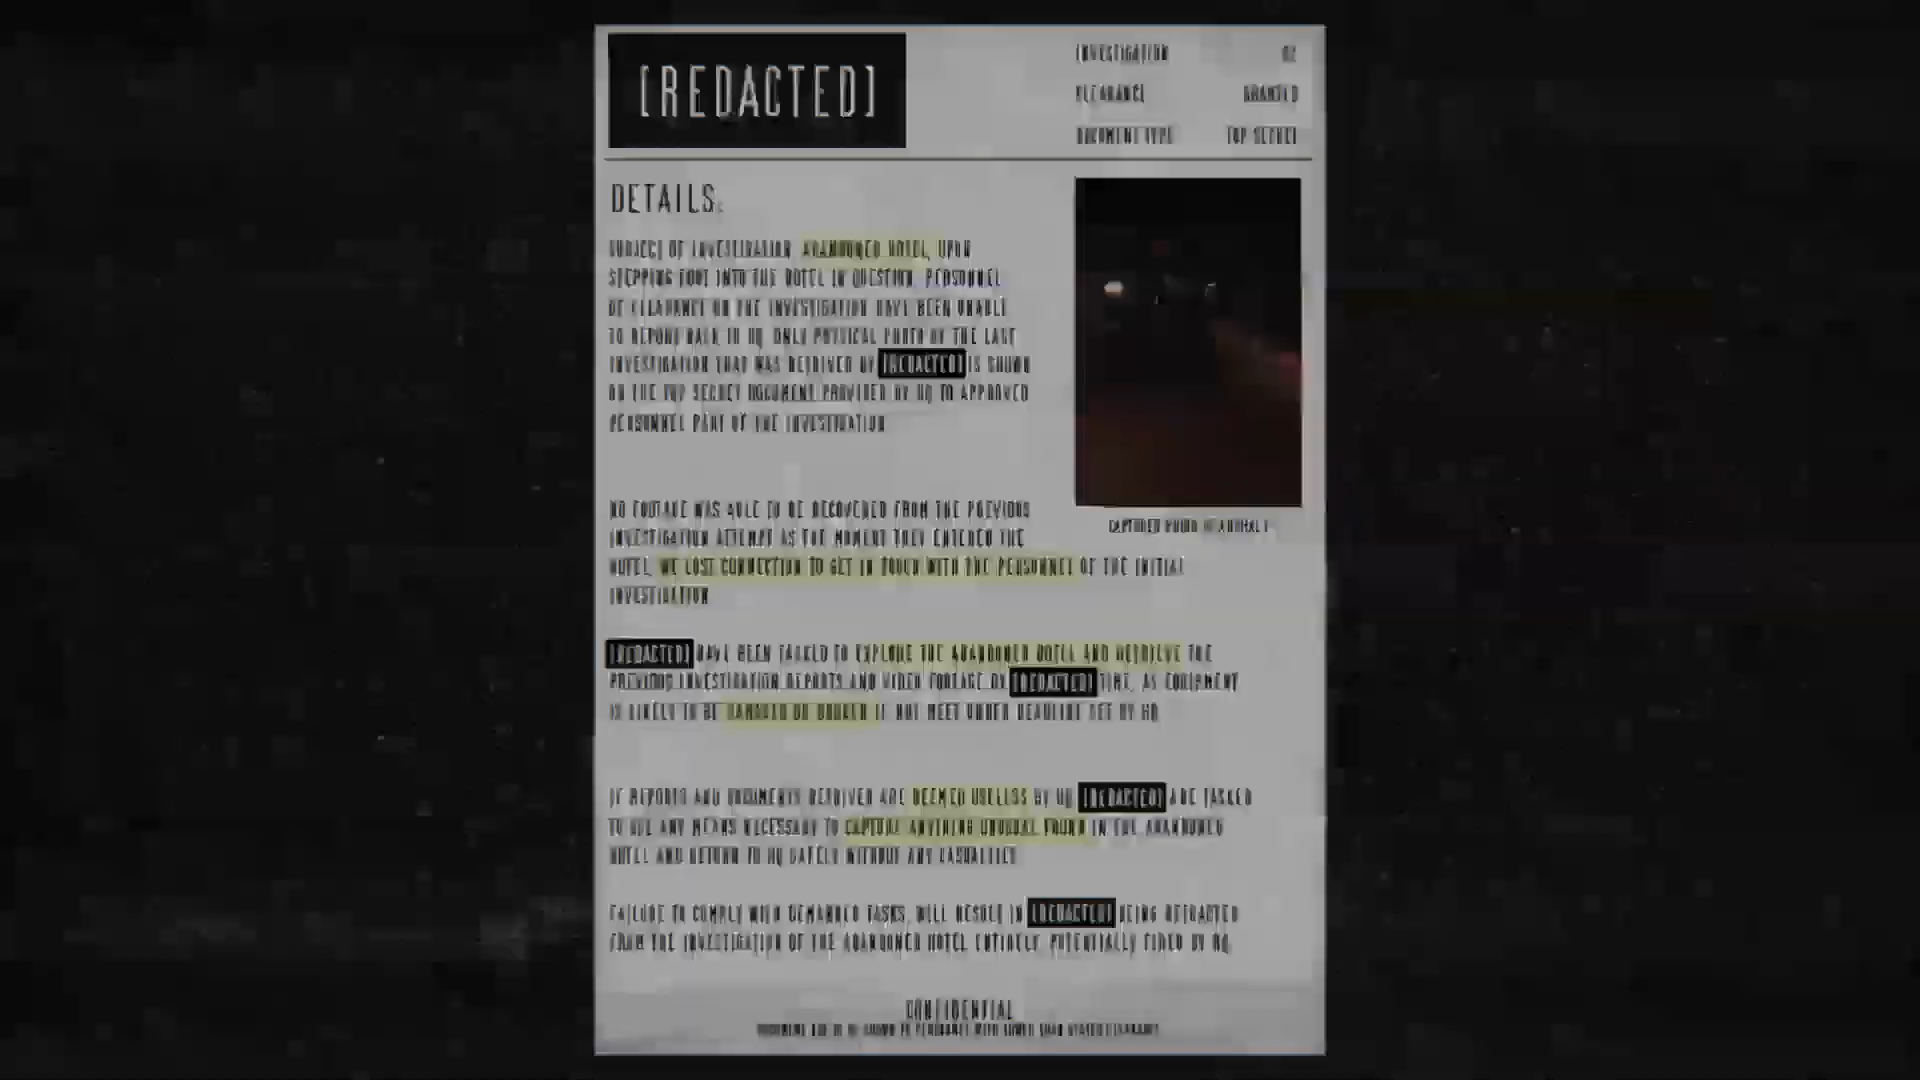 [REDACTED]
INVESTIGATION 02
CLEARANCE GRANTED
DOCUMENT TYPE TOP SECRET
DETAILS:
SUBJECT OF INVESTIGATION: ABANDONED HOTEL, UPON
STEPPING FOOT INTO THE HOTEL IN QUESTION, PERSONNEL
OF CLEARANCE ON THE INVESTIGATION HAVE BEEN UNABLE
TO REPORT BACK TO HQ. ONLY PHYSICAL PHOTO OF THE LAST
INVESTIGATION THAT WAS RETRIVED BY [REDACTED] IS SHOWN
ON THE TOP SECRET DOCUMENT PROVIDED BY HQ TO APPROVED
PERSONNEL PART OF THE INVESTIGATION
CAPTURED PHOTO OF
NO FOOTAGE WAS ABLE TO BE RECOVERED FROM THE PREVIOUS
INVESTIGATION ATTEMPT AS THE MOMENT THEY ENTERED THE
HOTEL, WE LOSE CONNECTION TO GET IN TOUCH WITH THE PERSONNEL OF THE INITIAL
INVESTIGATION
[REDACTED] HAVE BEEN TASKED TO EXPLORE THE ABANDONED HOTEL AND RETRIEVE THE
PREVIOUS INVESTIGATION REPORTS AND VIDEO FOOTAGE BY [REDACTED] TIME, AS EQUIPMENT
IS LIKELY TO BE DAMAGED OR BROKEN IF NOT MEET UNDER DEADLINE SET BY HQ
IF REPORTS AND DOCUMENTS RETRIVED ARE DEEMED USELESS BY HQ [REDACTED] ARE TASKED
TO USE ANY MEANS NECESSARY TO CAPTURE ANYTHING UNUSUAL FOUND IN THE ABANDONED
HOTEL AND RETURN TO HQ SAFELY WITHOUT ANY CASUALTIES
FAILURE TO COMPLY WITH DEMANDED TASKS, WILL RESULT IN [REDACTED] BEING RETRACTED
FROM THE INVESTIGATION OF THE ABANDONED HOTEL ENTIRELY, POTENTIALLY FIRED BY HQ
CONFIDENTIAL